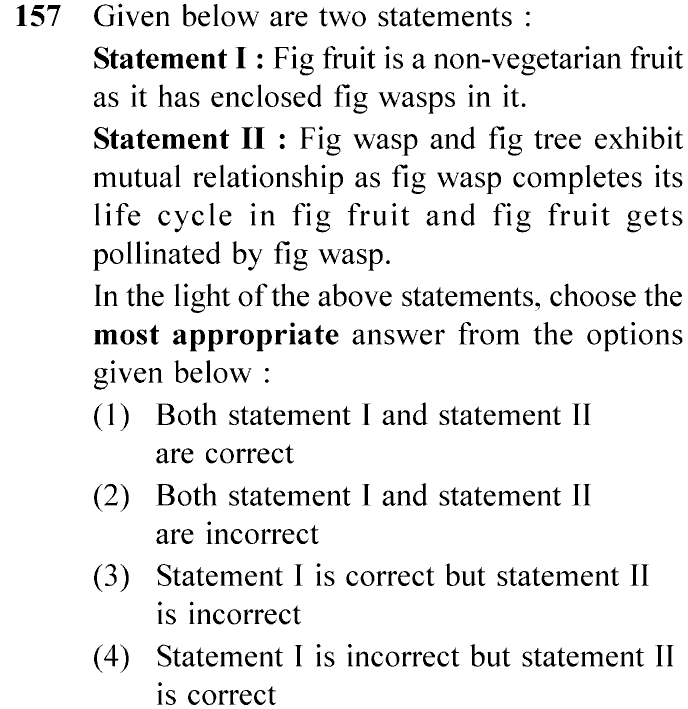 157 Given below are two statements :
Statement I : Fig fruit is a non-vegetarian fruit
as it has enclosed fig wasps in it.
Statement II : Fig wasp and fig tree exhibit
mutual relationship as fig wasp completes its
life cycle in fig fruit and fig fruit gets
pollinated by fig wasp.
In the light of the above statements, choose the
most appropriate answer from the options
given below :
(1) Both statement I and statement II
are correct
(2) Both statement I and statement II
are incorrect
(3) Statement I is correct but statement II
is incorrect
(4) Statement I is incorrect but statement II
is correct